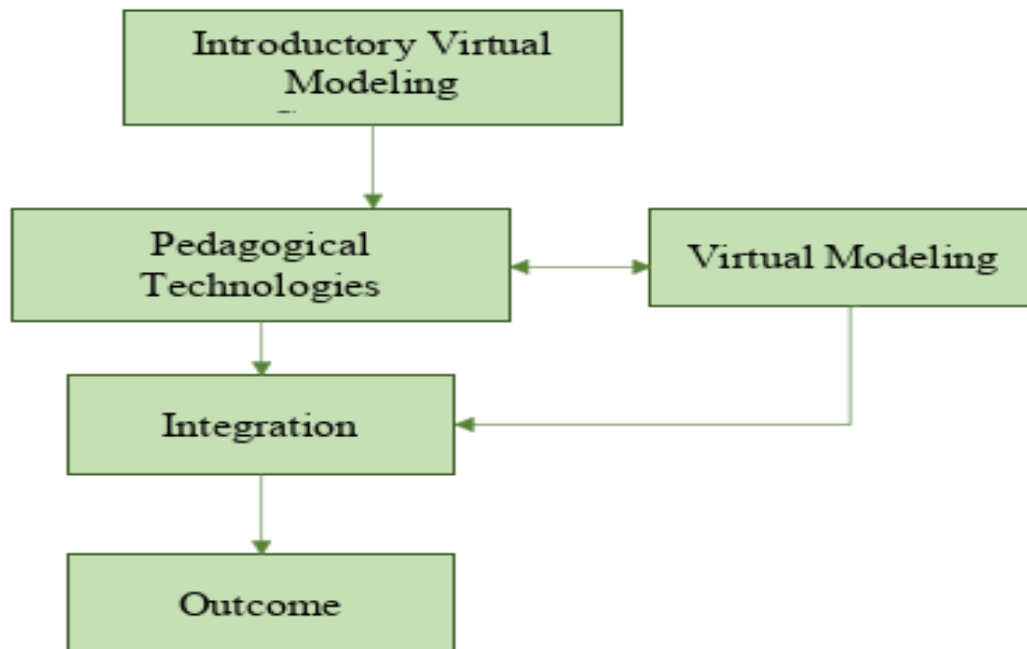 Introductory Virtual
Modeling
Pedagogical
Technologies
Virtual Modeling
Integration
Outcome